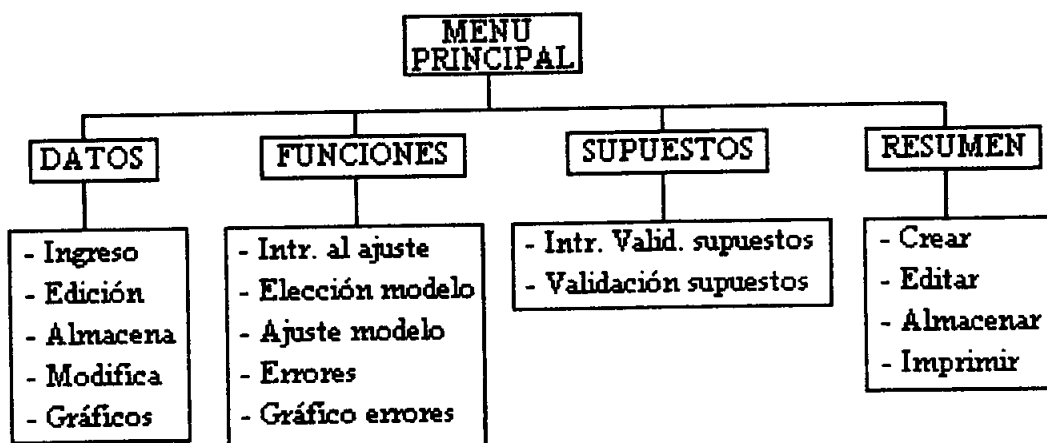 MENU
PRINCIPAL
DATOS
FUNCIONES
SUPUESTOS
RESUMEN
- Ingreso
- Edición
- Almacena
- Modifica
- Gráficos
- Intr. al ajuste
- Elección modelo
- Ajuste modelo
- Errores
- Gráfico errores
- Intr. Valid. supuestos
- Validación supuestos
- Crear
- Editar
- Almacenar
- Imprimir